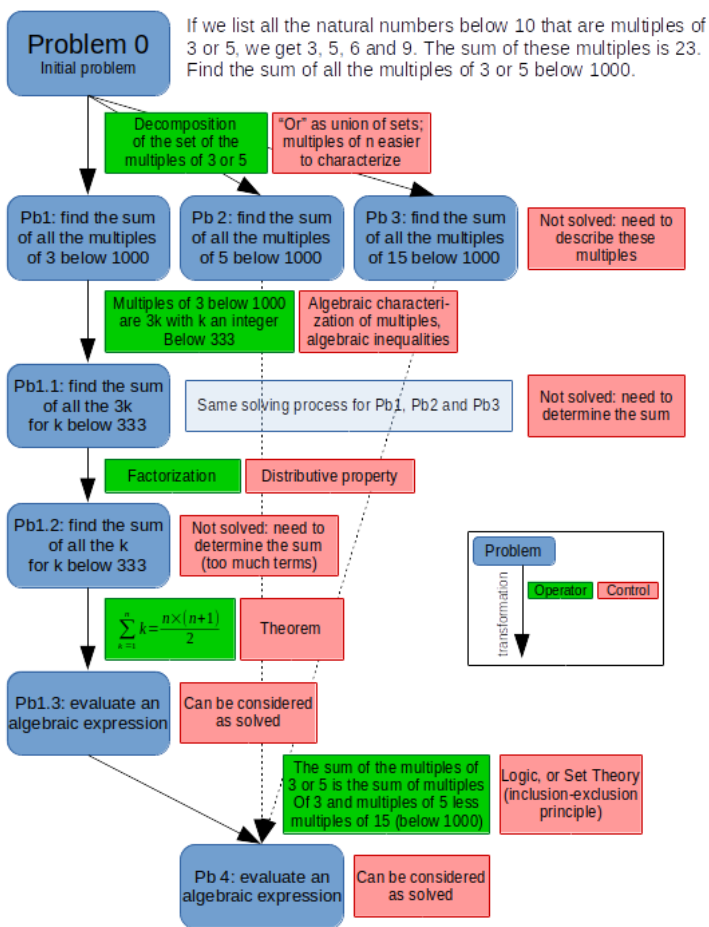 Problem 0
Initial problem
If we list all the natural numbers below 10 that are multiples of
3 or 5, we get 3, 5, 6 and 9. The sum of these multiples is 23.
Find the sum of all the multiples of 3 or 5 below 1000.
Decomposition
of the set of the
multiples of 3 or 5
“Or” as union of sets;
multiples of n easier
to characterize
Pb1: find the sum
of all the multiples
of 3 below 1000
Pb 2: find the sum
of all the multiples
of 5 below 1000
Pb 3: find the sum
of all the multiples
of 15 below 1000
Not solved: need to
describe these
multiples
Multiples of 3 below 1000
are 3k with k an integer
Below 333
Algebraic characteri-
zation of multiples,
algebraic inequalities
Pb1.1: find the sum
of all the 3k
for k below 333
Same solving process for Pb1, Pb2 and Pb3
Not solved: need to
determine the sum
Factorization
Distributive property
Pb1.2: find the sum
of all the k
for k below 333
Not solved: need to
determine the sum
(too much terms)
Problem
transformation
Operator
Control
∑ k=1 n k = n×(n+1) / 2
Theorem
Pb1.3: evaluate an
algebraic expression
Can be considered
as solved
The sum of the multiples of
3 or 5 is the sum of multiples
Of 3 and multiples of 5 less
multiples of 15 (below 1000)
Logic, or Set Theory
(inclusion-exclusion
principle)
Pb 4: evaluate an
algebraic expression
Can be considered
as solved